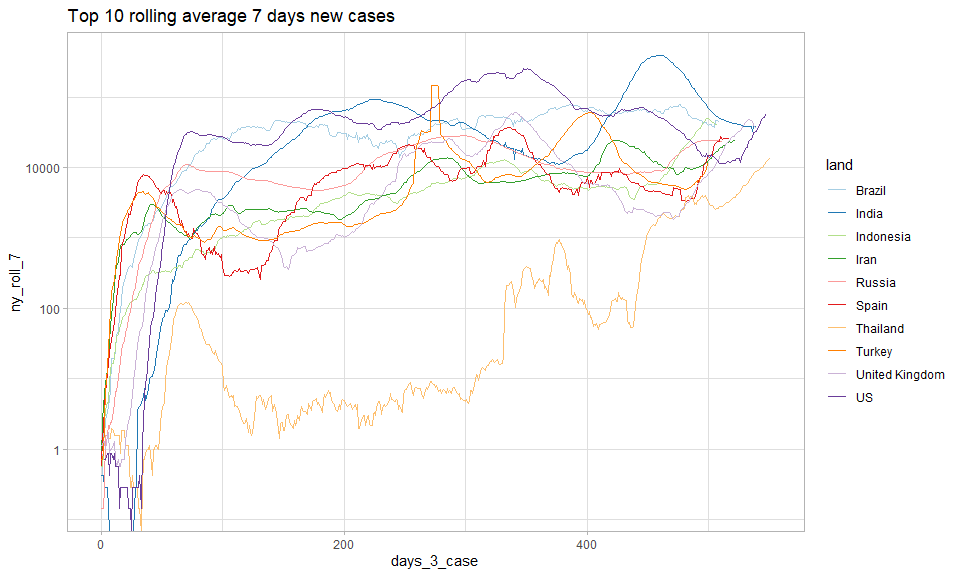 Top 10 rolling average 7 days new cases
ny_roll_7
10000
100
1
0
200
400
days_3_case
land
Brazil
India
Indonesia
Iran
Russia
Spain
Thailand
Turkey
United Kingdom
US